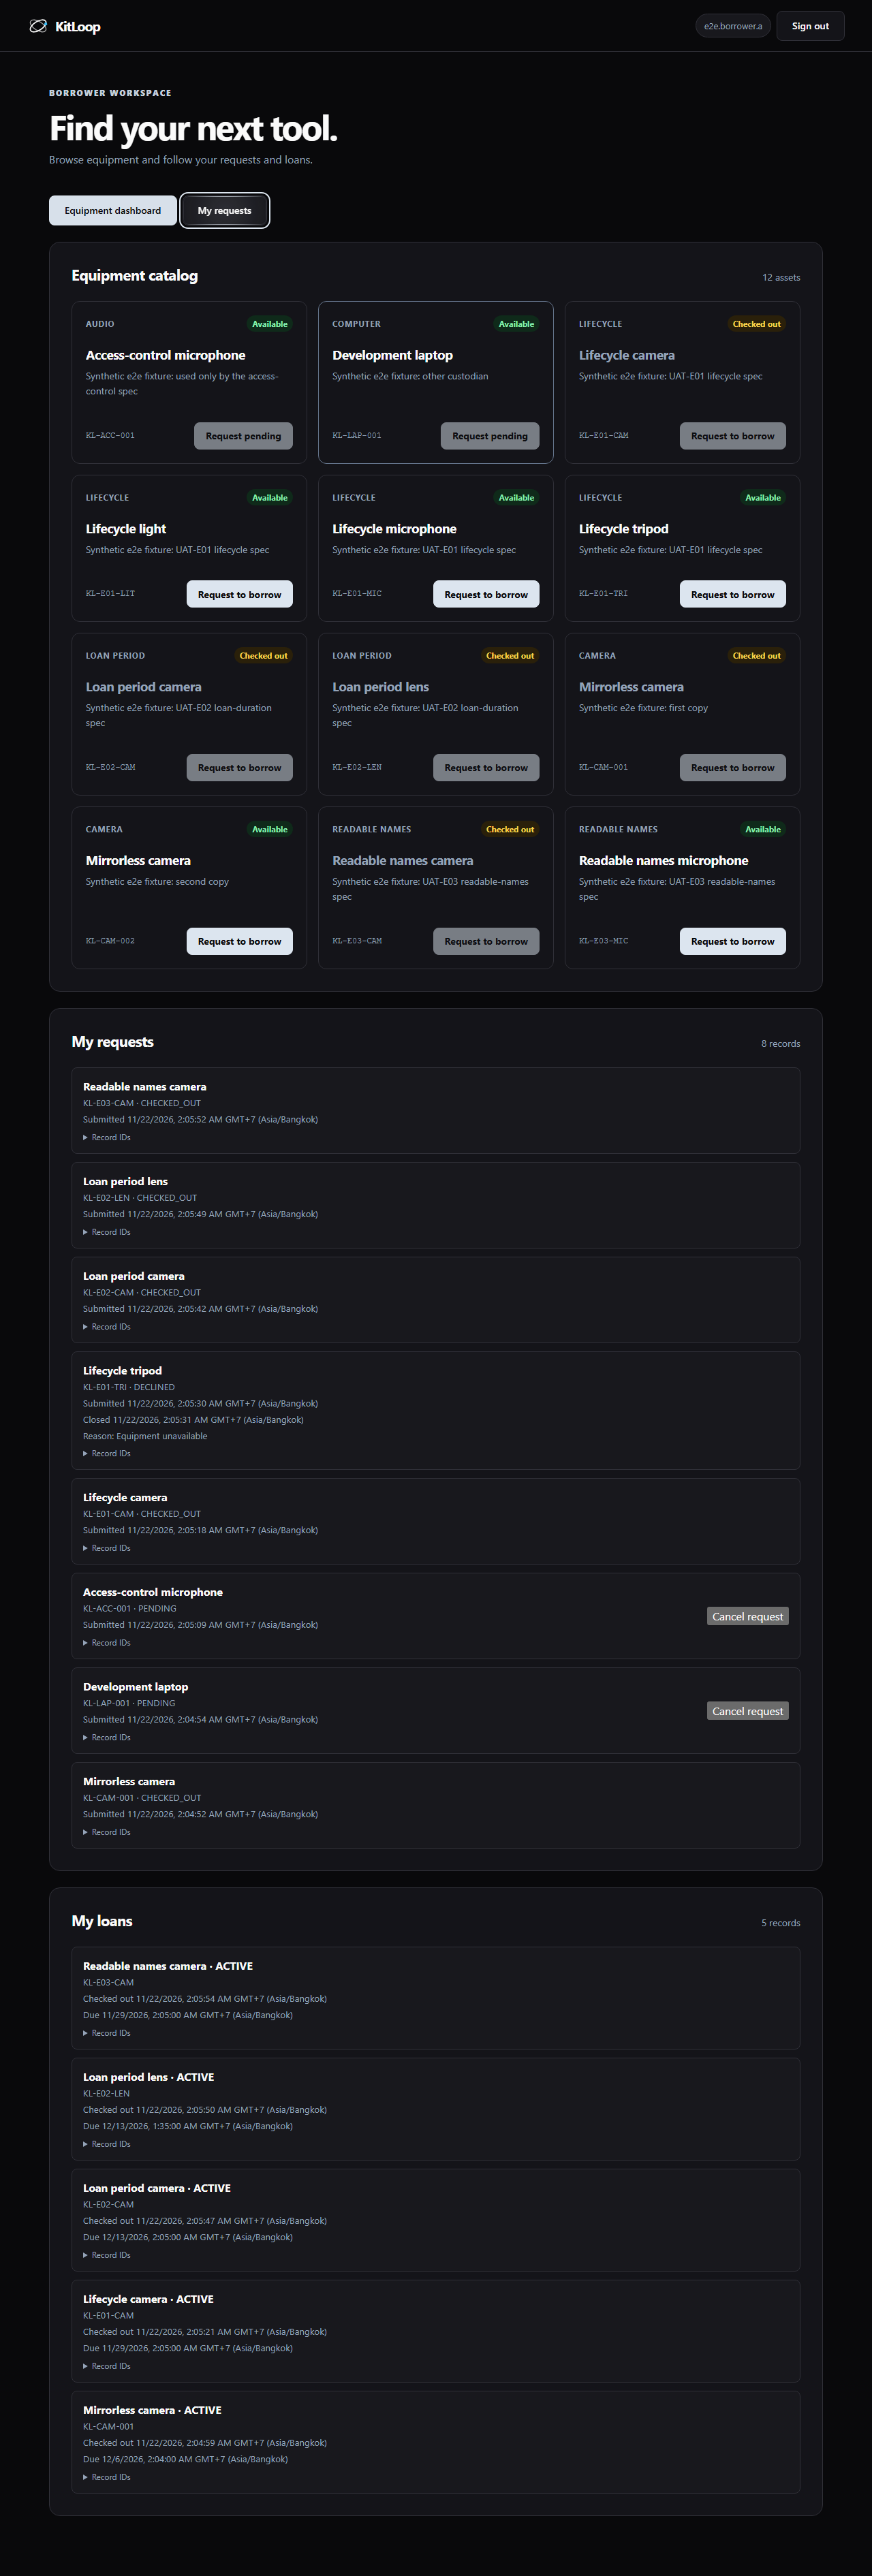 KitLoop
e2e.borrower.a
Sign out
BORROWER WORKSPACE
Find your next tool.
Browse equipment and follow your requests and loans.
Equipment dashboard
My requests
Equipment catalog
12 assets
AUDIO
Available
Access-control microphone
Synthetic e2e fixture: used only by the access-
control spec
KL-ACC-001
Request pending
COMPUTER
Available
Development laptop
Synthetic e2e fixture: other custodian
KL-LAP-001
Request pending
LIFECYCLE
Checked out
Lifecycle camera
Synthetic e2e fixture: UAT-E01 lifecycle spec
KL-E01-CAM
Request to borrow
LIFECYCLE
Available
Lifecycle light
Synthetic e2e fixture: UAT-E01 lifecycle spec
KL-E01-LIT
Request to borrow
LIFECYCLE
Available
Lifecycle microphone
Synthetic e2e fixture: UAT-E01 lifecycle spec
KL-E01-MIC
Request to borrow
LIFECYCLE
Available
Lifecycle tripod
Synthetic e2e fixture: UAT-E01 lifecycle spec
KL-E01-TRI
Request to borrow
LOAN PERIOD
Checked out
Loan period camera
Synthetic e2e fixture: UAT-E02 loan-duration
spec
KL-E02-CAM
Request to borrow
LOAN PERIOD
Checked out
Loan period lens
Synthetic e2e fixture: UAT-E02 loan-duration
spec
KL-E02-LEN
Request to borrow
CAMERA
Checked out
Mirrorless camera
Synthetic e2e fixture: first copy
KL-CAM-001
Request to borrow
CAMERA
Available
Mirrorless camera
Synthetic e2e fixture: second copy
KL-CAM-002
Request to borrow
READABLE NAMES
Checked out
Readable names camera
Synthetic e2e fixture: UAT-E03 readable-names
spec
KL-E03-CAM
Request to borrow
READABLE NAMES
Available
Readable names microphone
Synthetic e2e fixture: UAT-E03 readable-names
spec
KL-E03-MIC
Request to borrow
My requests
8 records
Readable names camera
KL-E03-CAM · CHECKED_OUT
Submitted 11/22/2026, 2:05:52 AM GMT+7 (Asia/Bangkok)
Record IDs
Loan period lens
KL-E02-LEN · CHECKED_OUT
Submitted 11/22/2026, 2:05:49 AM GMT+7 (Asia/Bangkok)
Record IDs
Loan period camera
KL-E02-CAM · CHECKED_OUT
Submitted 11/22/2026, 2:05:42 AM GMT+7 (Asia/Bangkok)
Record IDs
Lifecycle tripod
KL-E01-TRI · DECLINED
Submitted 11/22/2026, 2:05:30 AM GMT+7 (Asia/Bangkok)
Closed 11/22/2026, 2:05:31 AM GMT+7 (Asia/Bangkok)
Reason: Equipment unavailable
Record IDs
Lifecycle camera
KL-E01-CAM · CHECKED_OUT
Submitted 11/22/2026, 2:05:18 AM GMT+7 (Asia/Bangkok)
Record IDs
Access-control microphone
KL-ACC-001 · PENDING
Submitted 11/22/2026, 2:05:09 AM GMT+7 (Asia/Bangkok)
Record IDs
Cancel request
Development laptop
KL-LAP-001 · PENDING
Submitted 11/22/2026, 2:04:54 AM GMT+7 (Asia/Bangkok)
Record IDs
Cancel request
Mirrorless camera
KL-CAM-001 · CHECKED_OUT
Submitted 11/22/2026, 2:04:52 AM GMT+7 (Asia/Bangkok)
Record IDs
My loans
5 records
Readable names camera · ACTIVE
KL-E03-CAM
Checked out 11/22/2026, 2:05:54 AM GMT+7 (Asia/Bangkok)
Due 11/29/2026, 2:05:00 AM GMT+7 (Asia/Bangkok)
Record IDs
Loan period lens · ACTIVE
KL-E02-LEN
Checked out 11/22/2026, 2:05:50 AM GMT+7 (Asia/Bangkok)
Due 12/13/2026, 1:35:00 AM GMT+7 (Asia/Bangkok)
Record IDs
Loan period camera · ACTIVE
KL-E02-CAM
Checked out 11/22/2026, 2:05:47 AM GMT+7 (Asia/Bangkok)
Due 12/13/2026, 2:05:00 AM GMT+7 (Asia/Bangkok)
Record IDs
Lifecycle camera · ACTIVE
KL-E01-CAM
Checked out 11/22/2026, 2:05:21 AM GMT+7 (Asia/Bangkok)
Due 11/29/2026, 2:05:00 AM GMT+7 (Asia/Bangkok)
Record IDs
Mirrorless camera · ACTIVE
KL-CAM-001
Checked out 11/22/2026, 2:04:59 AM GMT+7 (Asia/Bangkok)
Due 12/6/2026, 2:04:00 AM GMT+7 (Asia/Bangkok)
Record IDs